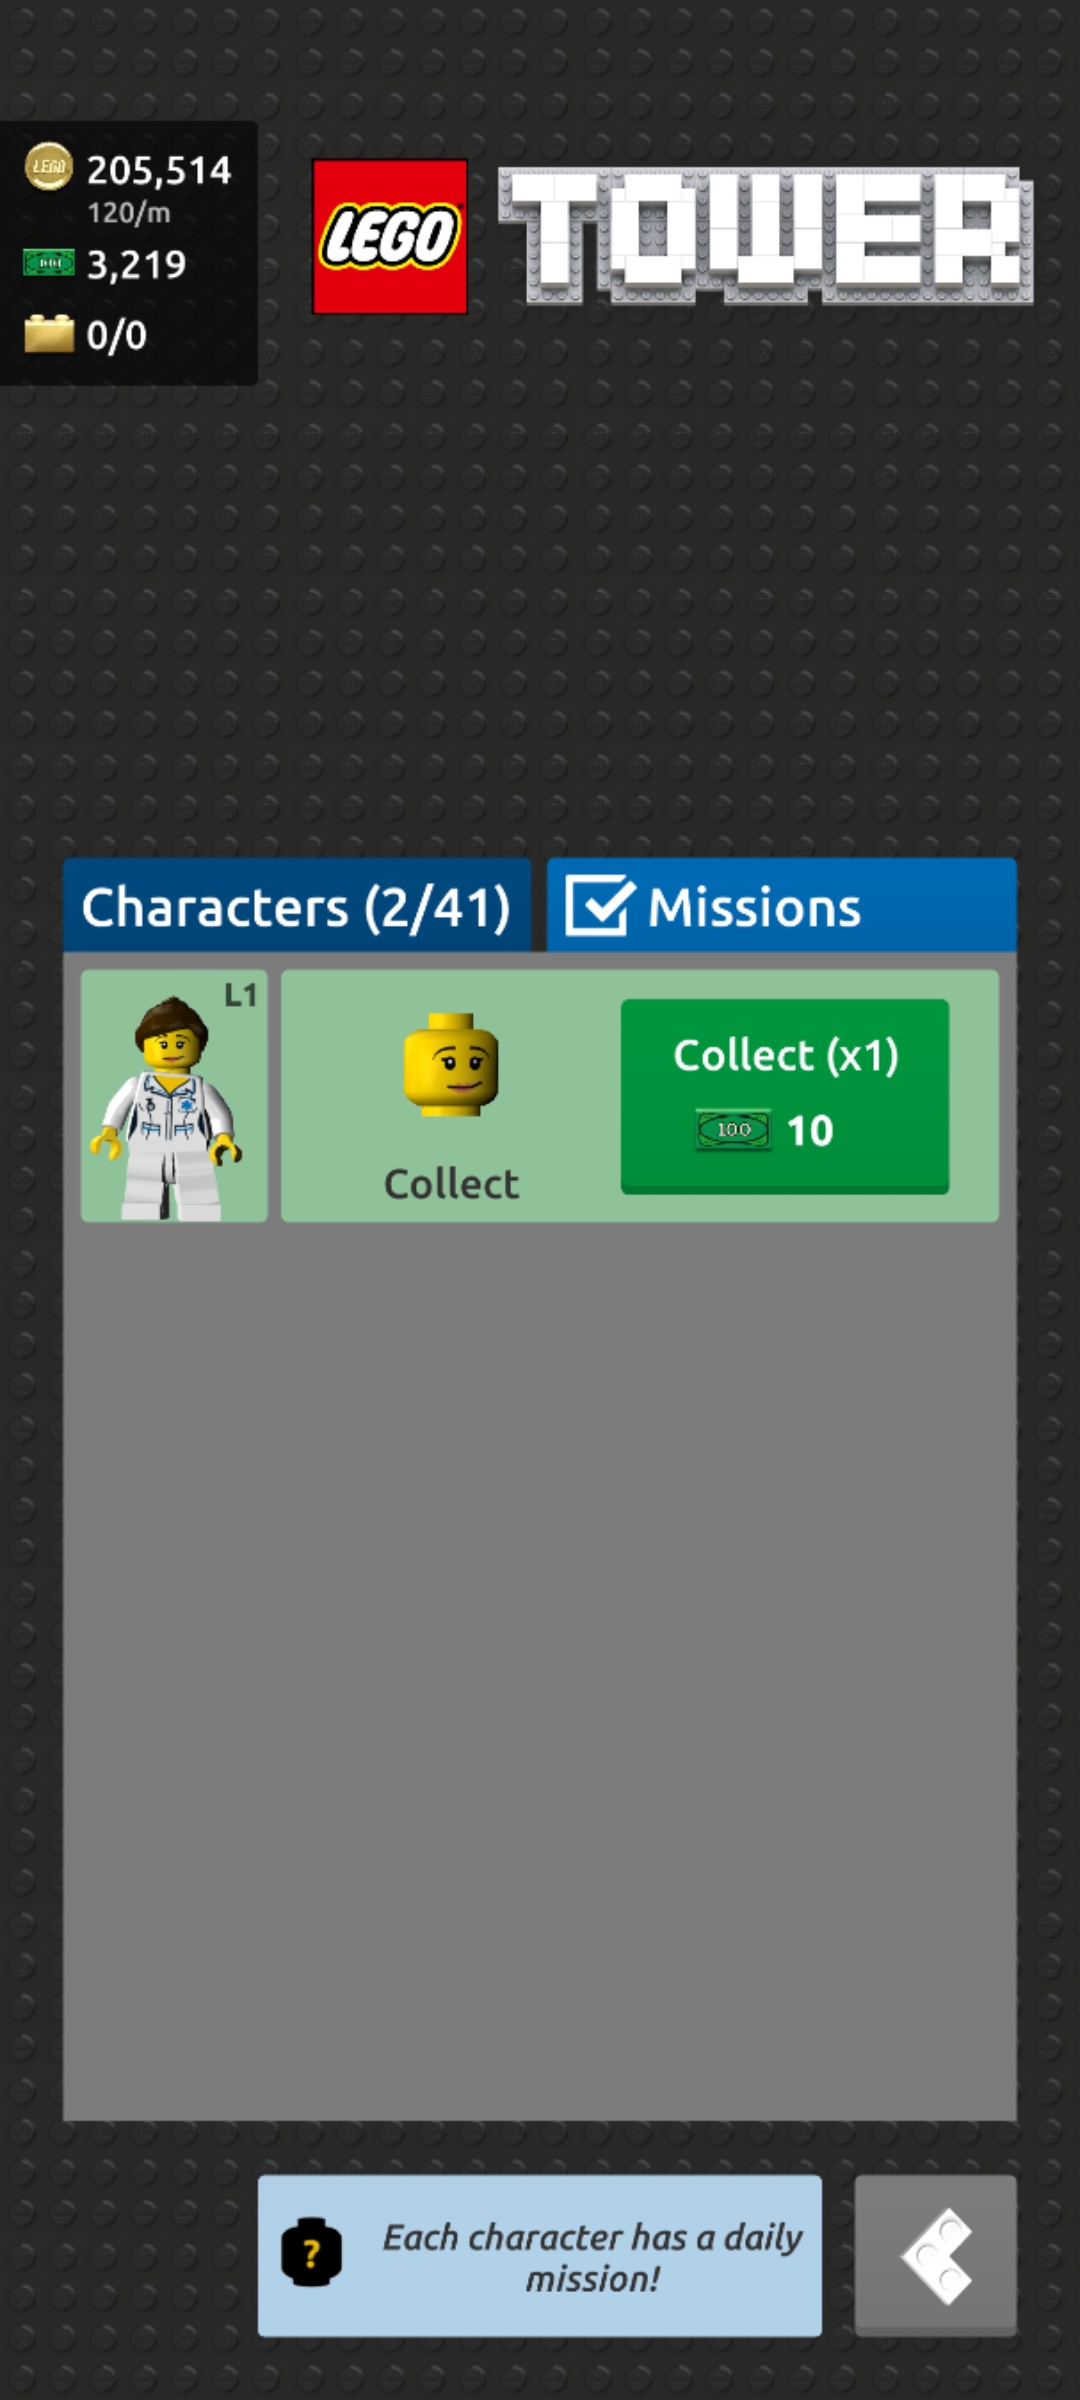 LEGO
205,514
120/m
3,219
0/0
LEGO TOWER
Characters (2/41)
Missions
L1
Collect
Collect (x1)
100 10
?
Each character has a daily
mission!